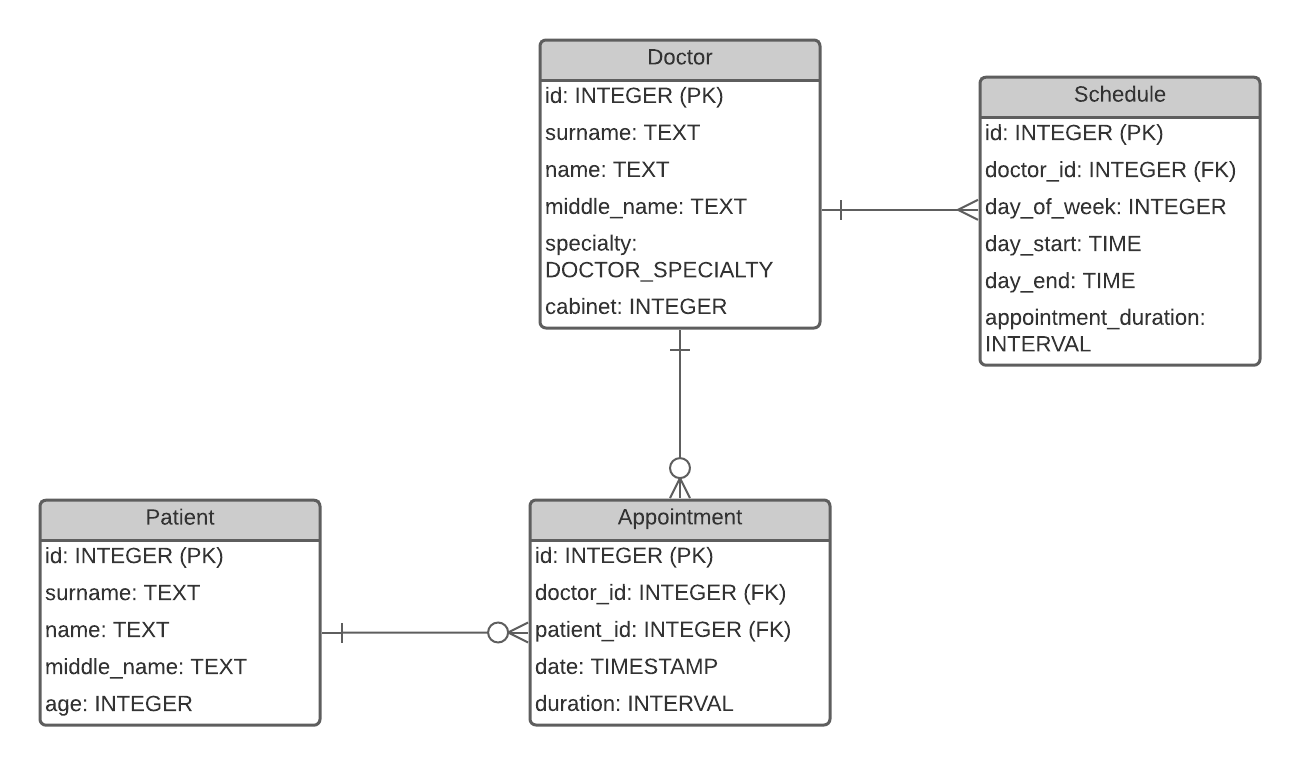 Doctor
id: INTEGER (PK)
surname: TEXT
name: TEXT
middle_name: TEXT
specialty:
DOCTOR_SPECIALTY
cabinet: INTEGER
Schedule
id: INTEGER (PK)
doctor_id: INTEGER (FK)
day_of_week: INTEGER
day_start: TIME
day_end: TIME
appointment_duration:
INTERVAL
Patient
id: INTEGER (PK)
surname: TEXT
name: TEXT
middle_name: TEXT
age: INTEGER
Appointment
id: INTEGER (PK)
doctor_id: INTEGER (FK)
patient_id: INTEGER (FK)
date: TIMESTAMP
duration: INTERVAL